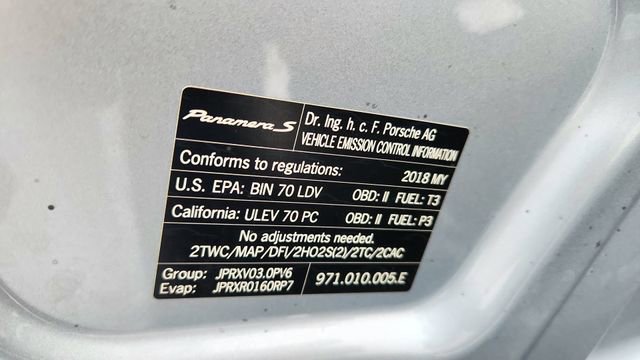 Panamera S
Dr. Ing. h. c. F. Porsche AG
VEHICLE EMISSION CONTROL INFORMATION
Conforms to regulations: 2018 MY
U.S. EPA: BIN 70 LDV OBD: II FUEL: T3
California: ULEV 70 PC OBD: II FUEL: P3
No adjustments needed.
2TWC/MAP/DFI/2HO2S(2)/2TC/2CAC
Group: JPRXV03.0PV6
Evap: JPRXR0160RP7
971.010.005.E